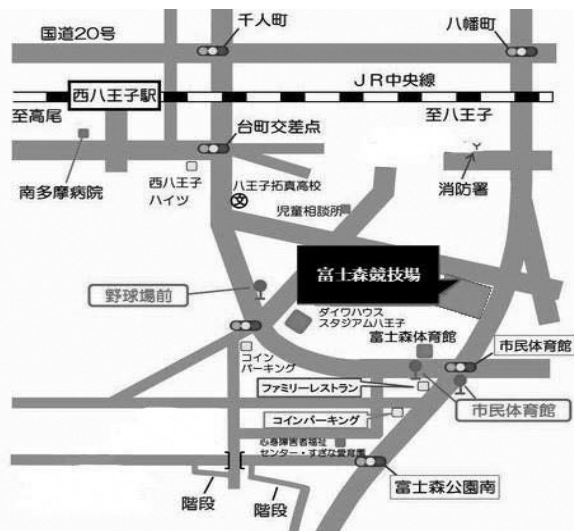 国道20号
千人町
八幡町
西八王子駅
JR中央線
至高尾
至八王子
台町交差点
南多摩病院
西八王子
ハイツ
八王子拓真高校
文
児童相談所
消防署
Y
富士森競技場
野球場前
ダイワハウス
スタジアム八王子
富士森体育館
市民体育館
コイン
パーキング
ファミリーレストラン
コインパーキング
市民体育館
心身障害者福祉
センター・すぎな愛育園
富士森公園南
階段
階段